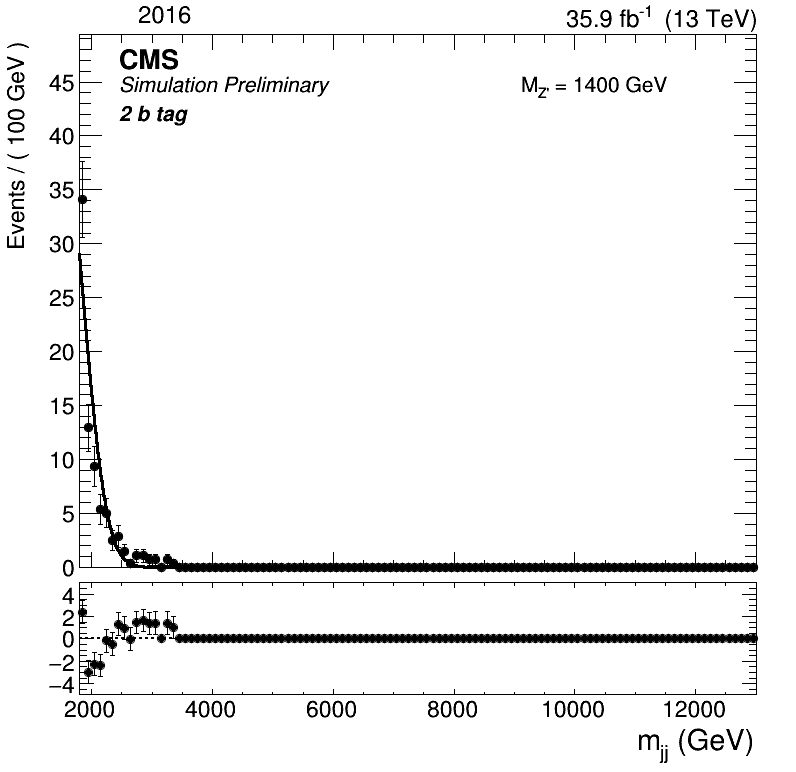 2016 35.9 fb⁻¹ (13 TeV)
CMS
Simulation Preliminary
M_Z' = 1400 GeV
2 b tag
Events / ( 100 GeV )
45
40
35
30
25
20
15
10
5
0
4
2
0
−2
−4
2000 4000 6000 8000 10000 12000
m_jj (GeV)